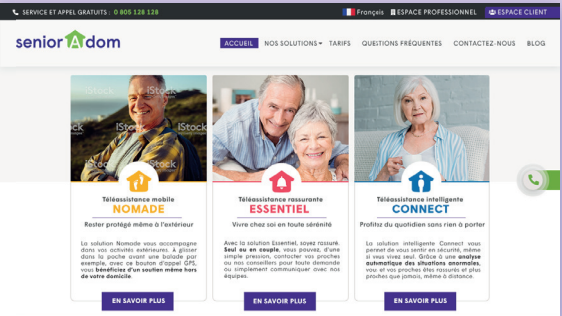 SERVICE ET APPEL GRATUITS : 0 805 128 128
Français ESPACE PROFESSIONNEL ESPACE CLIENT
seniorAdom
ACCUEIL NOS SOLUTIONS TARIFS QUESTIONS FRÉQUENTES CONTACTEZ-NOUS BLOG
iStock iStock
iStock
Téléassistance mobile
NOMADE
Rester protégé même à l'extérieur
La solution Nomade vous accompagne
dans vos activités extérieures. A glisser
dans la poche avant une balade par
exemple, avec ce bouton d'appel GPS,
vous bénéficiez d'un soutien même hors
de votre domicile.
EN SAVOIR PLUS
Téléassistance rassurante
ESSENTIEL
Vivre chez soi en toute sérénité
Avec la solution Essentiel, soyez rassuré.
Seul ou en couple, vous pouvez, d'une
simple pression, contacter vos proches
ou nos conseillers pour toute demande
ou simplement communiquer avec nos
équipes.
EN SAVOIR PLUS
Téléassistance intelligente
CONNECT
Profitez du quotidien sans rien à porter
La solution intelligente Connect vous
permet de vous sentir en sécurité, même
si vous vivez seul. Grâce à une analyse
automatique des situations anormales,
vou et vos proches êtes rassurés et plus
proches que jamais, même à distance.
EN SAVOIR PLUS